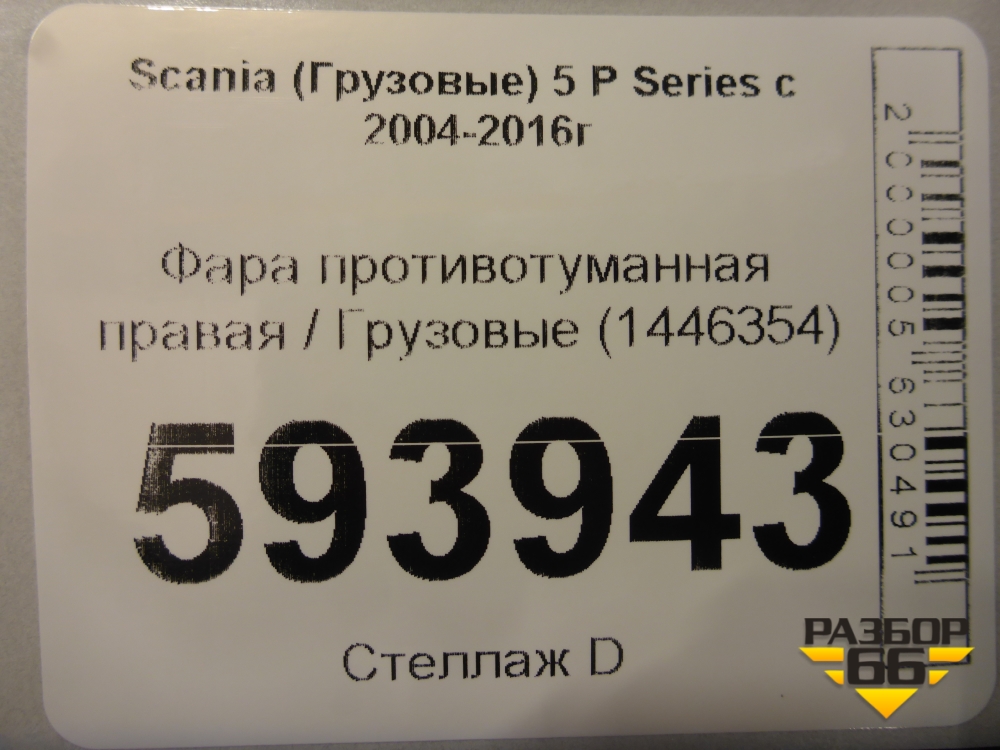 Scania (Грузовые) 5 P Series с
2004-2016г
Фара противотуманная
правая / Грузовые (1446354)
593943
Стеллаж D
2000005630491
РАЗБОР
66